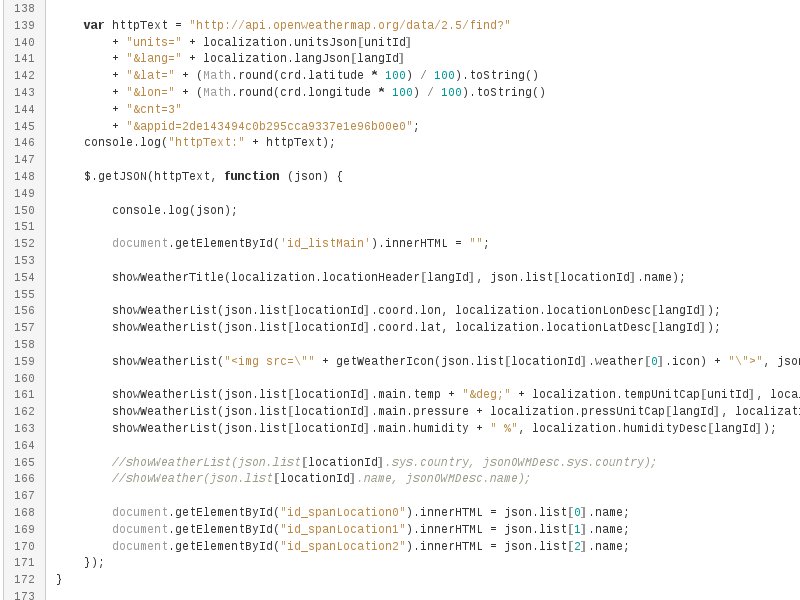 138
139 var httpText = "http://api.openweathermap.org/data/2.5/find?"
140 + "units=" + localization.unitsJson[unitId]
141 + "&lang=" + localization.langJson[langId]
142 + "&lat=" + (Math.round(crd.latitude * 100) / 100).toString()
143 + "&lon=" + (Math.round(crd.longitude * 100) / 100).toString()
144 + "&cnt=3"
145 + "&appid=2de143494c0b295cca9337e1e96b00e0";
146 console.log("httpText:" + httpText);
147
148 $.getJSON(httpText, function (json) {
149
150 console.log(json);
151
152 document.getElementById('id_listMain').innerHTML = "";
153
154 showWeatherTitle(localization.locationHeader[langId], json.list[locationId].name);
155
156 showWeatherList(json.list[locationId].coord.lon, localization.locationLonDesc[langId]);
157 showWeatherList(json.list[locationId].coord.lat, localization.locationLatDesc[langId]);
158
159 showWeatherList("<img src=\"" + getWeatherIcon(json.list[locationId].weather[0].icon) + "\">", jso
160
161 showWeatherList(json.list[locationId].main.temp + "&deg;" + localization.tempUnitCap[unitId], loca
162 showWeatherList(json.list[locationId].main.pressure + localization.pressUnitCap[langId], localizati
163 showWeatherList(json.list[locationId].main.humidity + " %", localization.humidityDesc[langId]);
164
165 //showWeatherList(json.list[locationId].sys.country, jsonOWMDesc.sys.country);
166 //showWeather(json.list[locationId].name, jsonOWMDesc.name);
167
168 document.getElementById("id_spanLocation0").innerHTML = json.list[0].name;
169 document.getElementById("id_spanLocation1").innerHTML = json.list[1].name;
170 document.getElementById("id_spanLocation2").innerHTML = json.list[2].name;
171 });
172 }
173